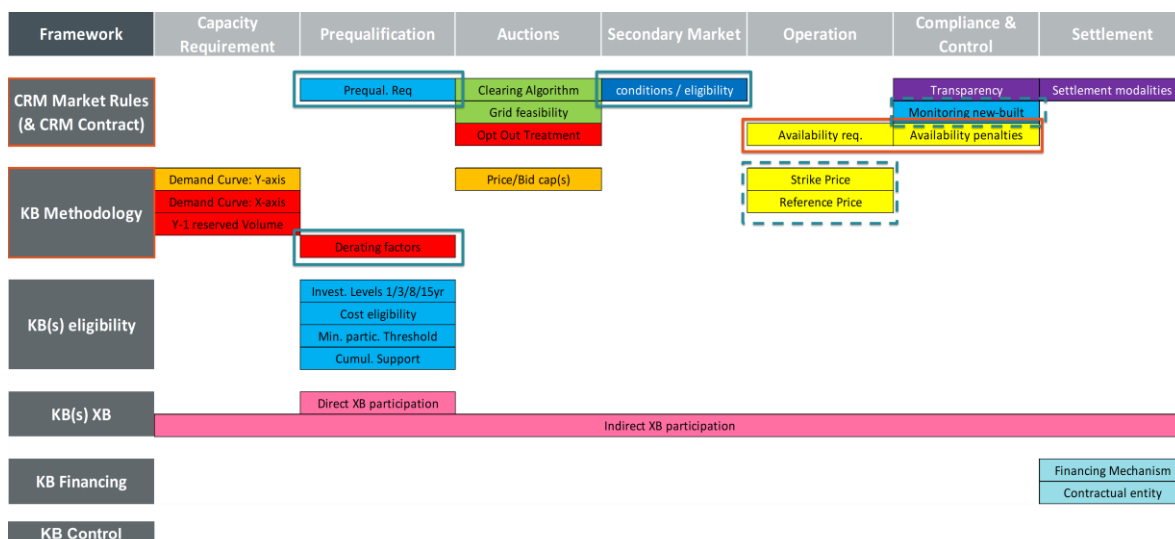 Framework
Capacity
Requirement
Prequalification
Auctions
Secondary Market
Operation
Compliance &
Control
Settlement
CRM Market Rules
(& CRM Contract)
Prequal. Req
Clearing Algorithm
conditions / eligibility
Transparency
Settlement modalities
Grid feasibility
Monitoring new-built
Opt Out Treatment
Availability req.
Availability penalties
KB Methodology
Demand Curve: Y-axis
Price/Bid cap(s)
Strike Price
Demand Curve: X-axis
Reference Price
Y-1 reserved Volume
Derating factors
KB(s) eligibility
Invest. Levels 1/3/8/15yr
Cost eligibility
Min. partic. Threshold
Cumul. Support
KB(s) XB
Direct XB participation
Indirect XB participation
KB Financing
Financing Mechanism
Contractual entity
KB Control